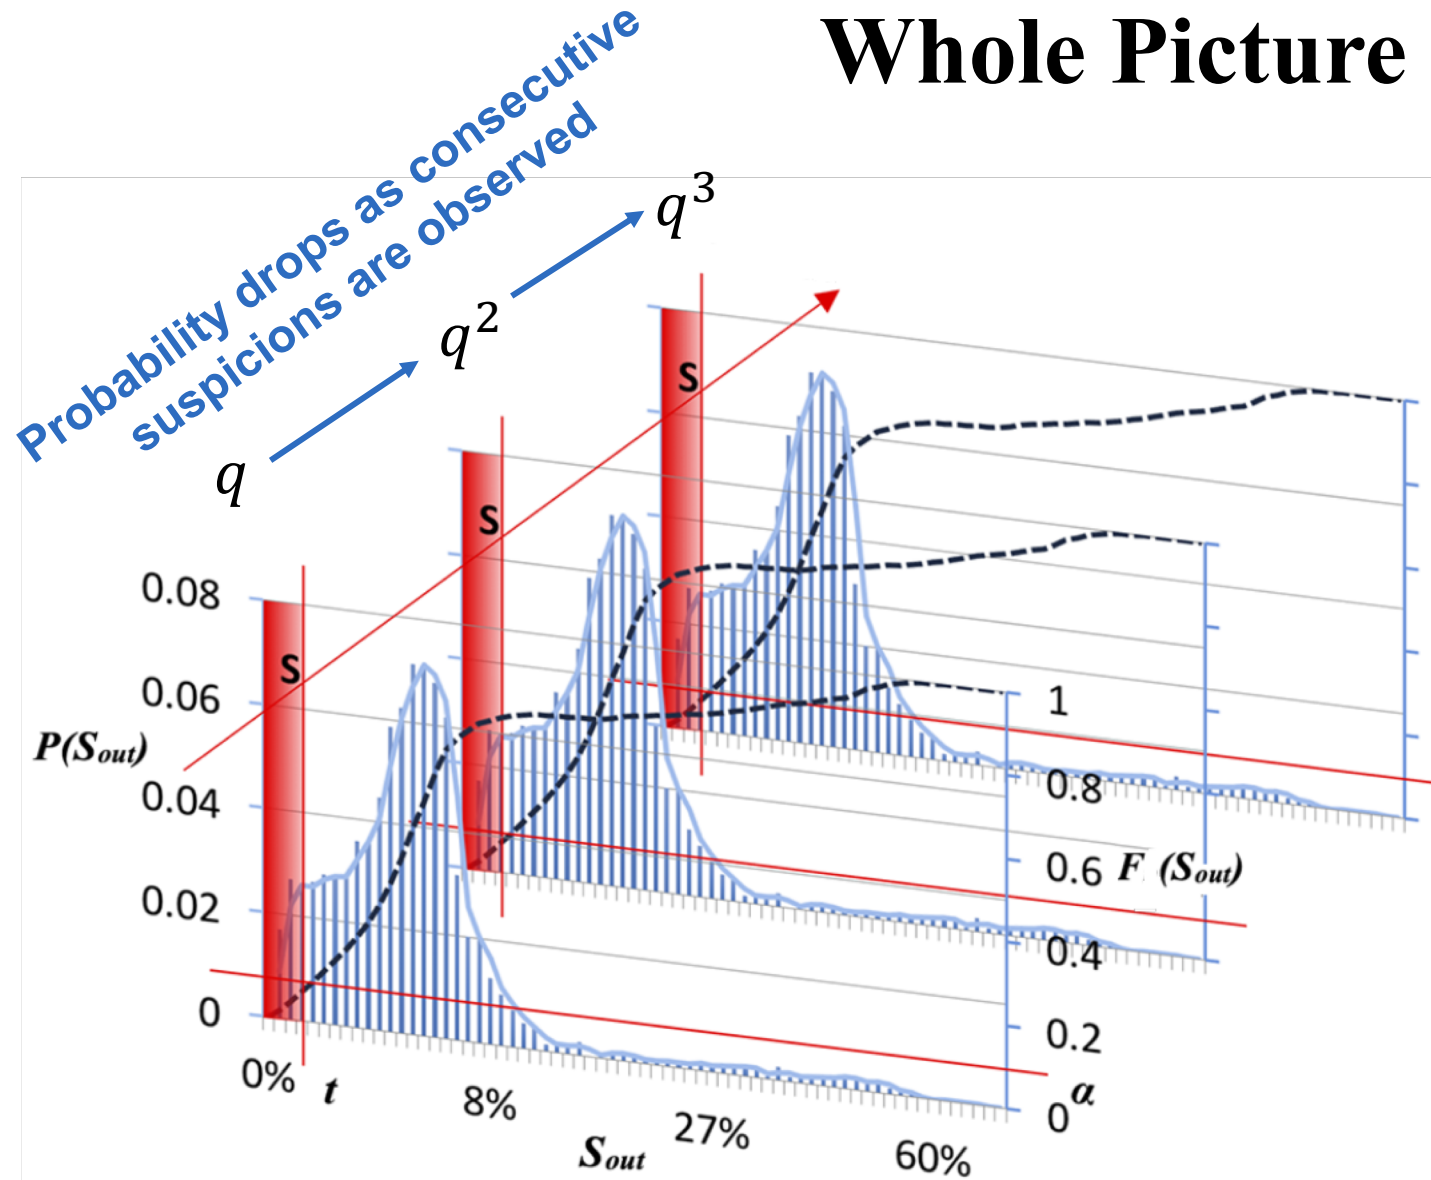 Whole Picture
Probability drops as consecutive
suspicions are observed
q
q²
q³
S
S
S
0.08
0.06
P(Sout)
0.04
0.02
0
0%
t
8%
Sout
27%
60%
1
0.8
0.6
F (Sout)
0.4
0.2
0
α